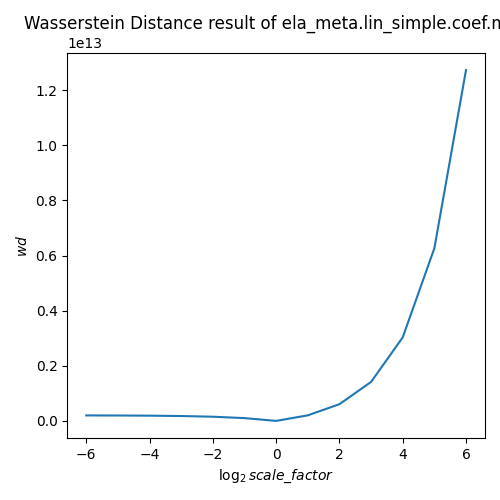 Wasserstein Distance result of ela_meta.lin_simple.coef.m
1e13
1.2
1.0
0.8
0.6
0.4
0.2
0.0
wd
−6 −4 −2 0 2 4 6
log₂ scale_factor